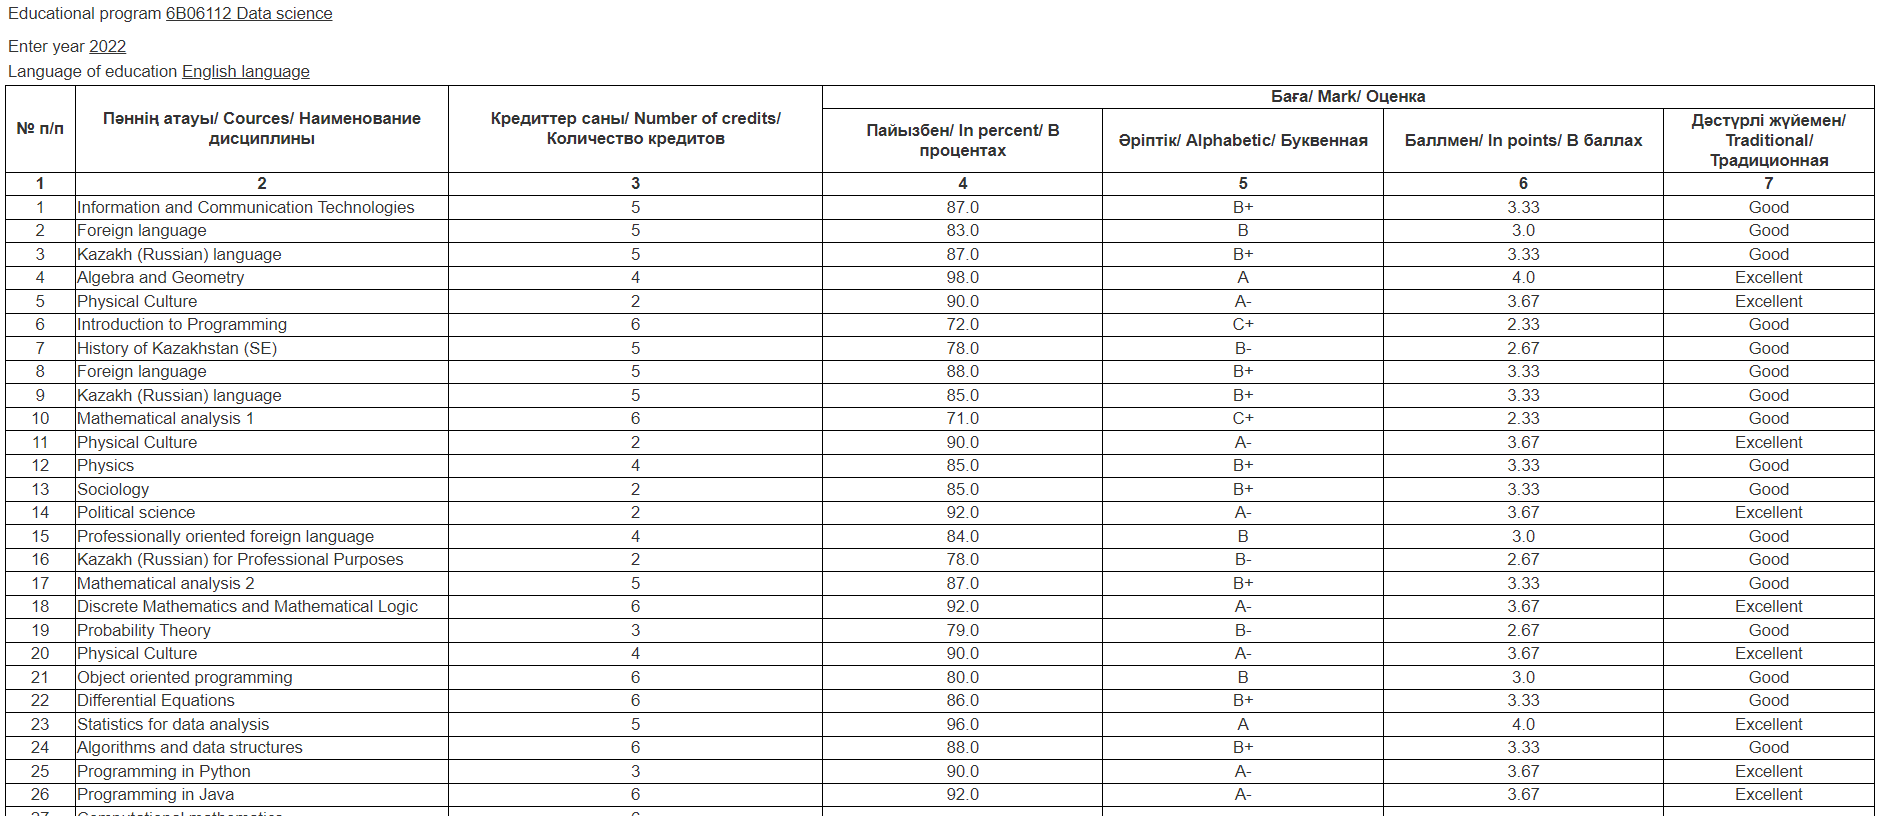 Educational program 6B06112 Data science
Enter year 2022
Language of education English language
№ п/п Пәннің атауы/ Cources/ Наименование дисциплины Кредиттер саны/ Number of credits/ Количество кредитов Баға/ Mark/ Оценка
Пайызбен/ In percent/ В процентах Әріптік/ Alphabetic/ Буквенная Баллмен/ In points/ В баллах Дәстүрлі жүйемен/ Traditional/ Традиционная
1 2 3 4 5 6 7
1 Information and Communication Technologies 5 87.0 B+ 3.33 Good
2 Foreign language 5 83.0 B 3.0 Good
3 Kazakh (Russian) language 5 87.0 B+ 3.33 Good
4 Algebra and Geometry 4 98.0 A 4.0 Excellent
5 Physical Culture 2 90.0 A- 3.67 Excellent
6 Introduction to Programming 6 72.0 C+ 2.33 Good
7 History of Kazakhstan (SE) 5 78.0 B- 2.67 Good
8 Foreign language 5 88.0 B+ 3.33 Good
9 Kazakh (Russian) language 5 85.0 B+ 3.33 Good
10 Mathematical analysis 1 6 71.0 C+ 2.33 Good
11 Physical Culture 2 90.0 A- 3.67 Excellent
12 Physics 4 85.0 B+ 3.33 Good
13 Sociology 2 85.0 B+ 3.33 Good
14 Political science 2 92.0 A- 3.67 Excellent
15 Professionally oriented foreign language 4 84.0 B 3.0 Good
16 Kazakh (Russian) for Professional Purposes 2 78.0 B- 2.67 Good
17 Mathematical analysis 2 5 87.0 B+ 3.33 Good
18 Discrete Mathematics and Mathematical Logic 6 92.0 A- 3.67 Excellent
19 Probability Theory 3 79.0 B- 2.67 Good
20 Physical Culture 4 90.0 A- 3.67 Excellent
21 Object oriented programming 6 80.0 B 3.0 Good
22 Differential Equations 6 86.0 B+ 3.33 Good
23 Statistics for data analysis 5 96.0 A 4.0 Excellent
24 Algorithms and data structures 6 88.0 B+ 3.33 Good
25 Programming in Python 3 90.0 A- 3.67 Excellent
26 Programming in Java 6 92.0 A- 3.67 Excellent
27 Computational mathematics 6